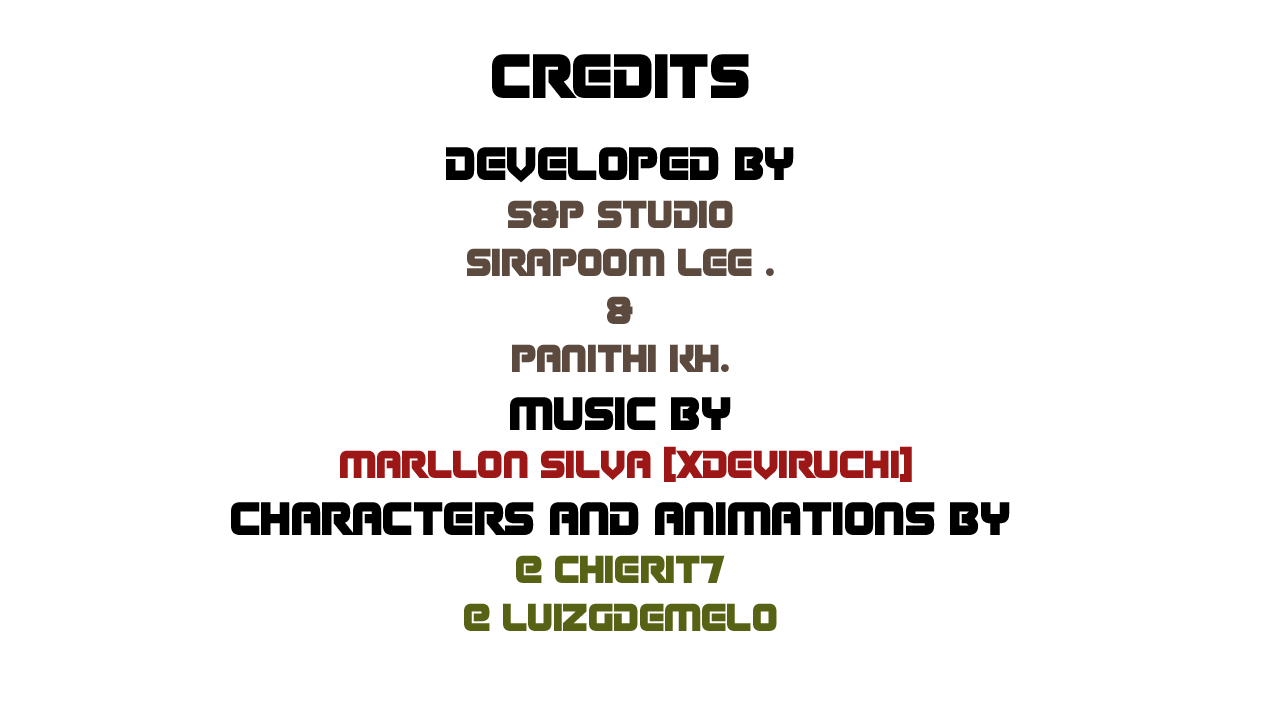 CREDITS
DEVELOPED BY
S&P STUDIO
SIRAPOOM LEE .
&
PANITHI KH.
MUSIC BY
MARLLON SILVA [XDEVIRUCHI]
CHARACTERS AND ANIMATIONS BY
@ CHIERIT7
@ LUIZGDEMELO